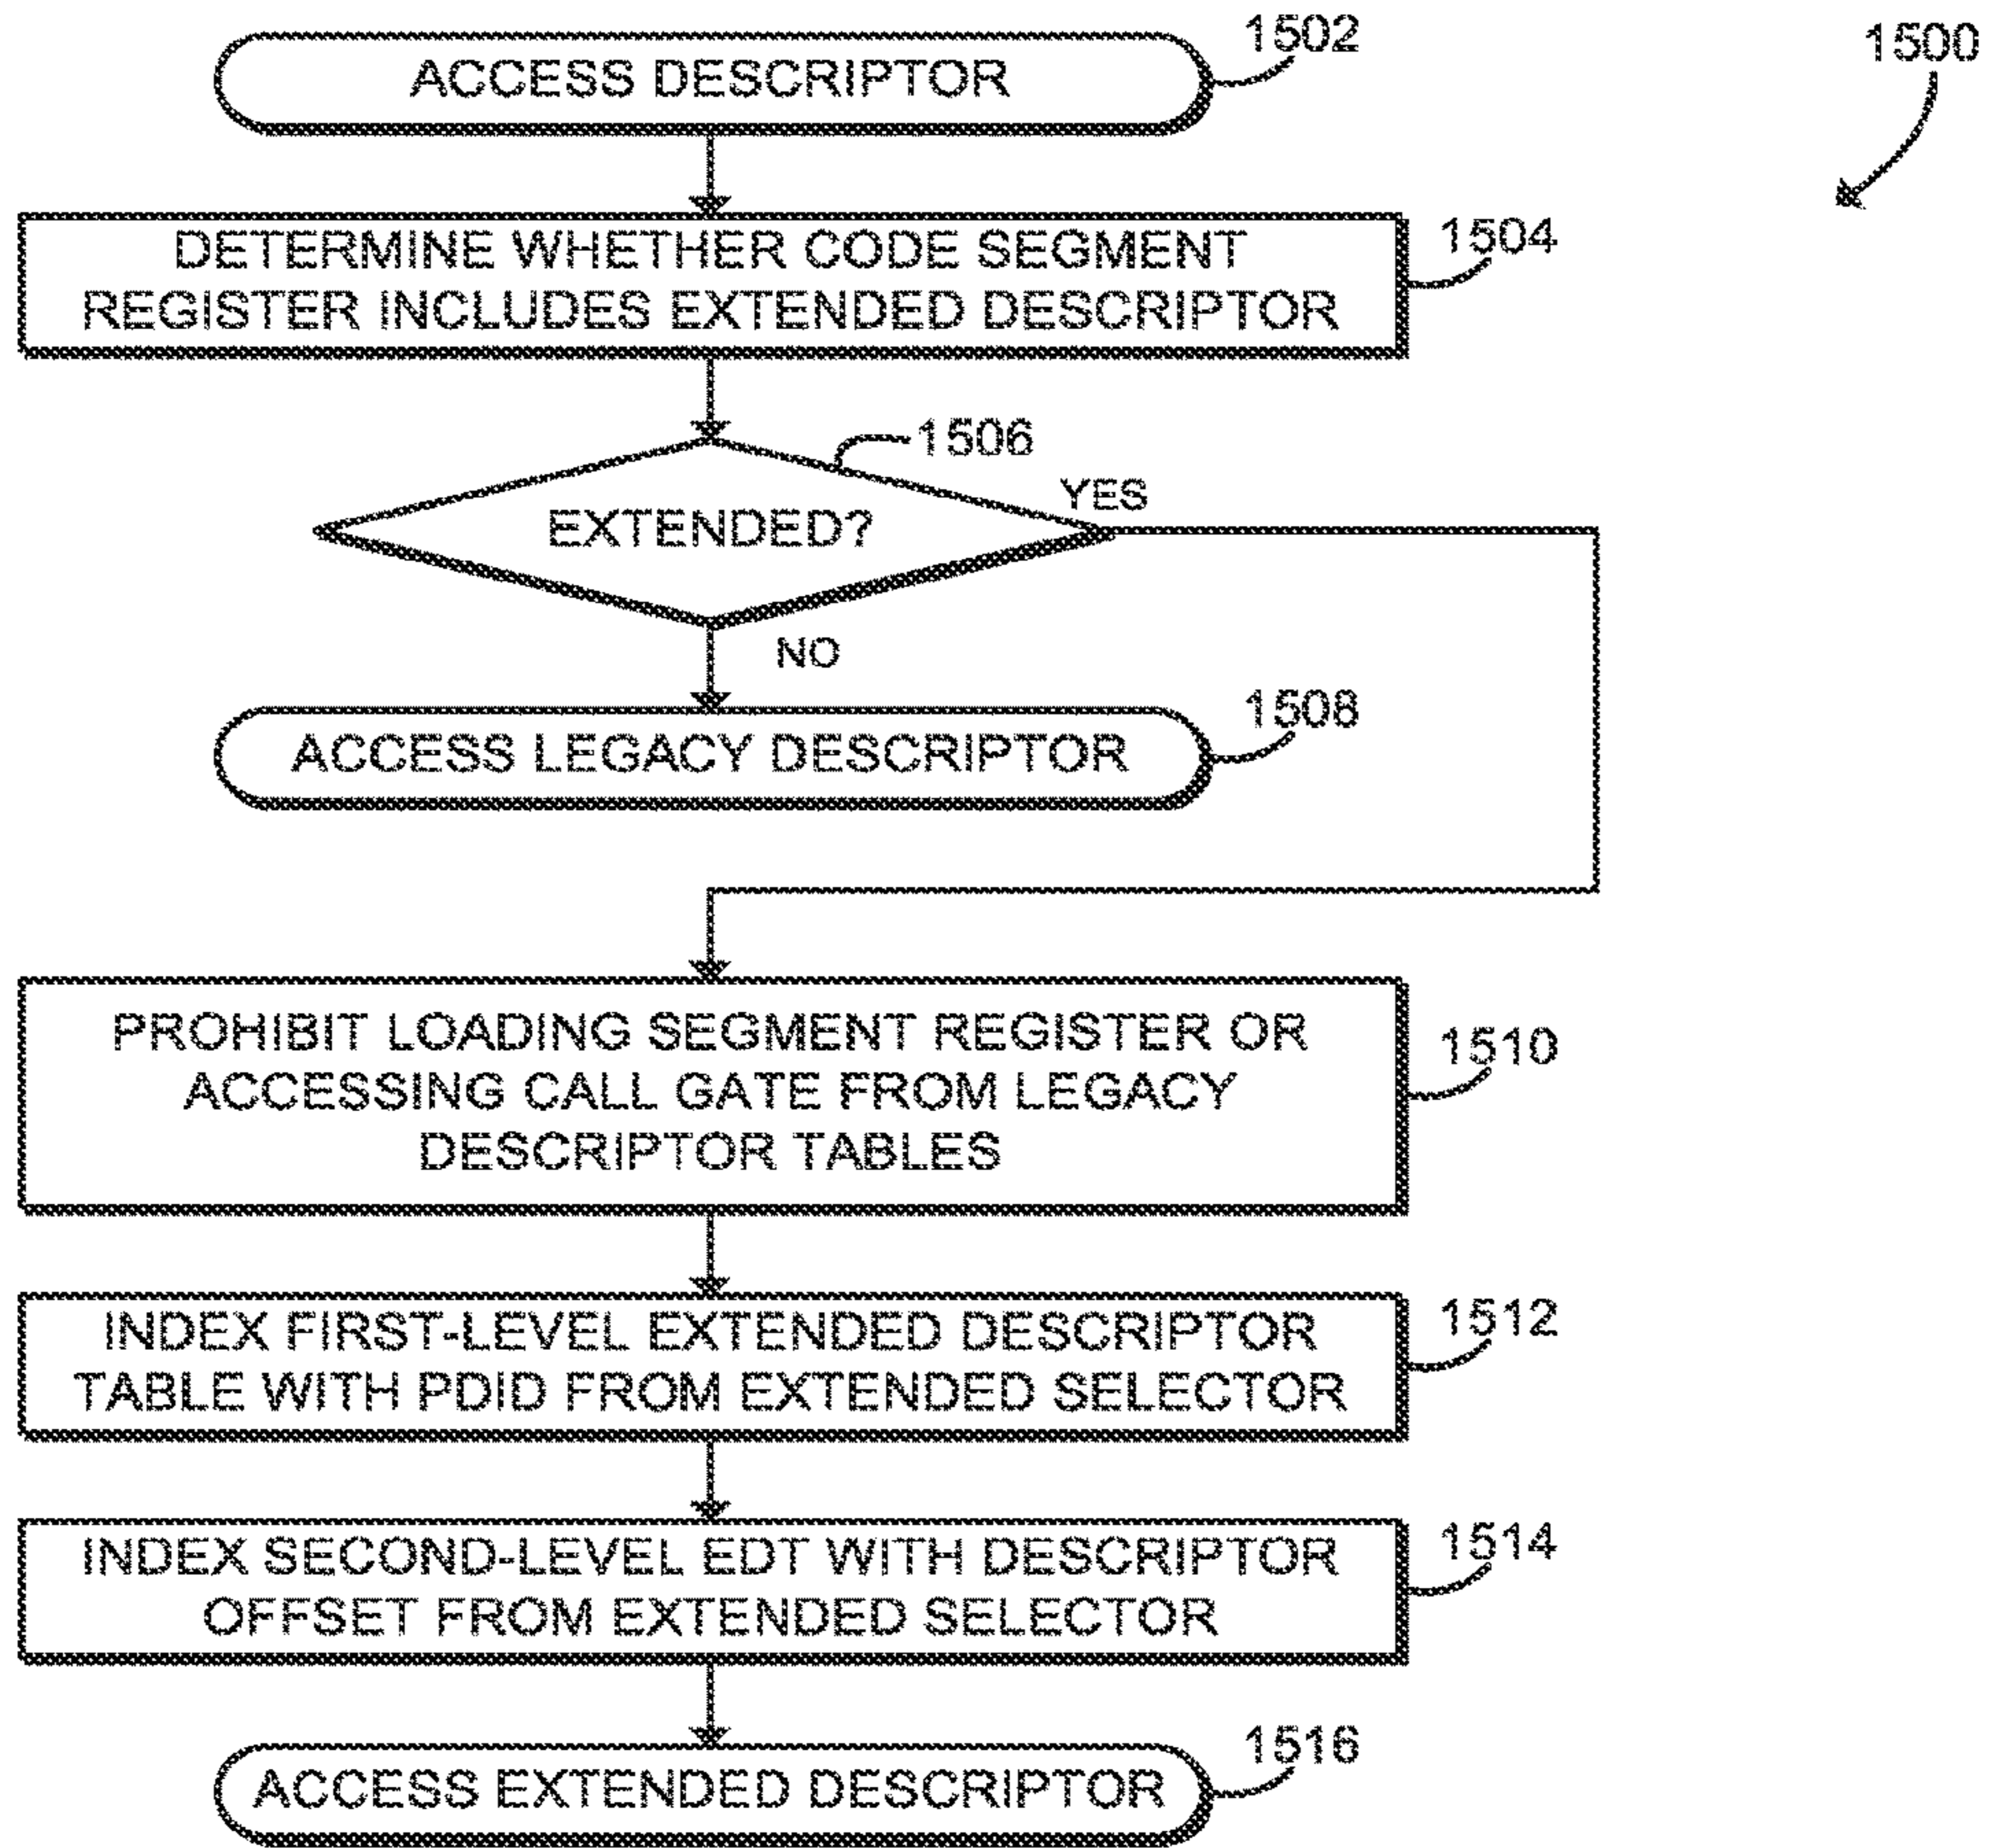 1502
1500
ACCESS DESCRIPTOR
1504
DETERMINE WHETHER CODE SEGMENT
REGISTER INCLUDES EXTENDED DESCRIPTOR
1506
YES
EXTENDED?
NO
1508
ACCESS LEGACY DESCRIPTOR
PROHIBIT LOADING SEGMENT REGISTER OR
1510
ACCESSING CALL GATE FROM LEGACY
DESCRIPTOR TABLES
1512
INDEX FIRST-LEVEL EXTENDED DESCRIPTOR
TABLE WITH PDID FROM EXTENDED SELECTOR
1514
INDEX SECOND-LEVEL EDT WITH DESCRIPTOR
OFFSET FROM EXTENDED SELECTOR
1516
ACCESS EXTENDED DESCRIPTOR